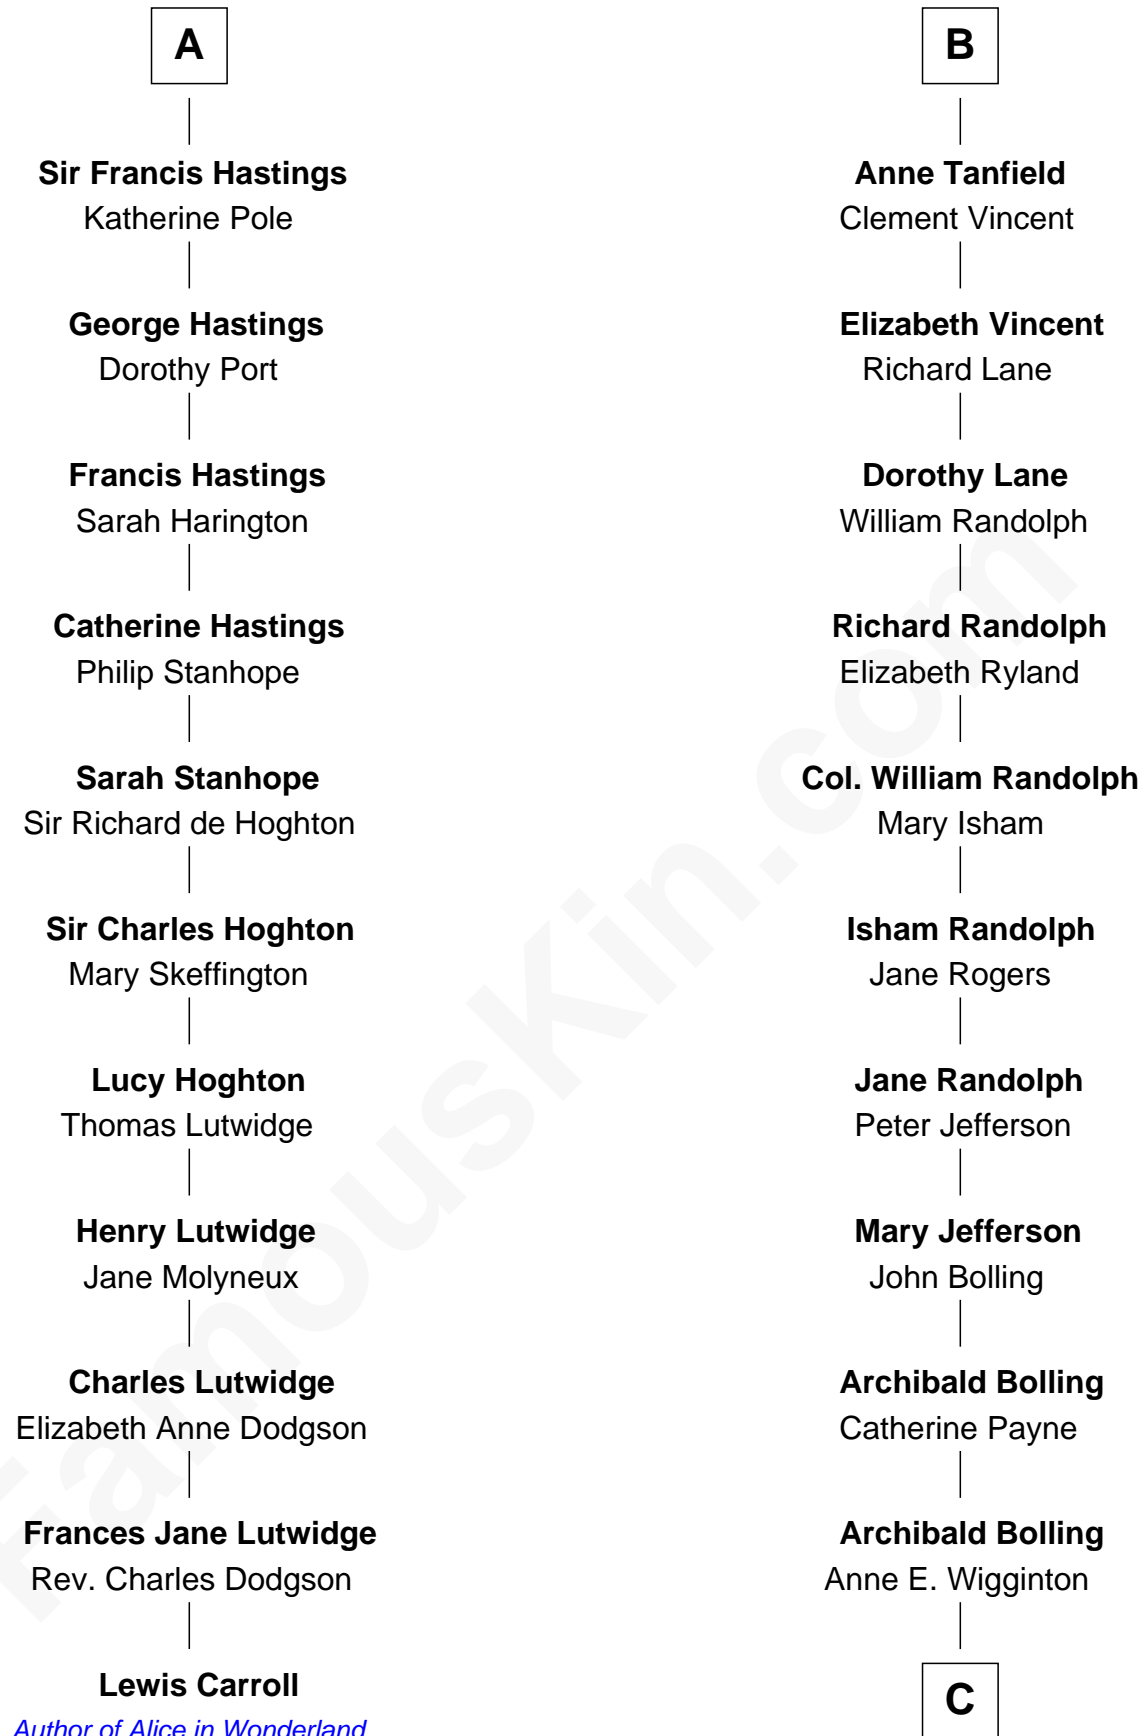 A
Sir Francis Hastings
Katherine Pole
George Hastings
Dorothy Port
Francis Hastings
Sarah Harington
Catherine Hastings
Philip Stanhope
Sarah Stanhope
Sir Richard de Hoghton
Sir Charles Hoghton
Mary Skeffington
Lucy Hoghton
Thomas Lutwidge
Henry Lutwidge
Jane Molyneux
Charles Lutwidge
Elizabeth Anne Dodgson
Frances Jane Lutwidge
Rev. Charles Dodgson
Lewis Carroll
Author of Alice in Wonderland
B
Anne Tanfield
Clement Vincent
Elizabeth Vincent
Richard Lane
Dorothy Lane
William Randolph
Richard Randolph
Elizabeth Ryland
Col. William Randolph
Mary Isham
Isham Randolph
Jane Rogers
Jane Randolph
Peter Jefferson
Mary Jefferson
John Bolling
Archibald Bolling
Catherine Payne
Archibald Bolling
Anne E. Wigginton
C
FamousKin.com